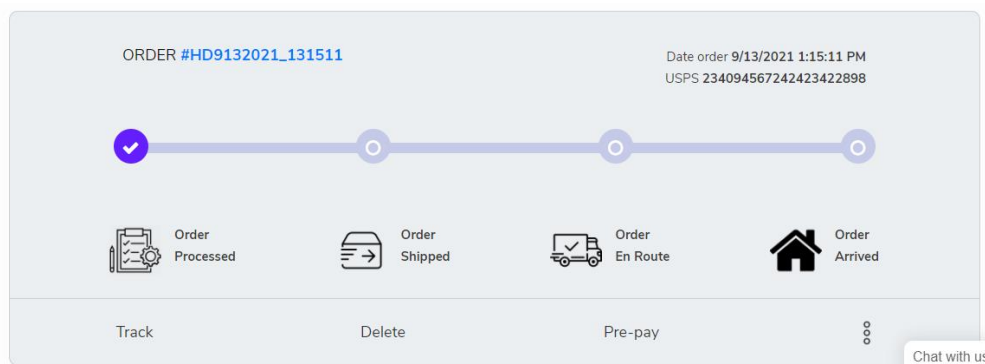 ORDER #HD9132021_131511
Date order 9/13/2021 1:15:11 PM
USPS 234094567242423422898
Order
Processed
Order
Shipped
Order
En Route
Order
Arrived
Track
Delete
Pre-pay
Chat with us